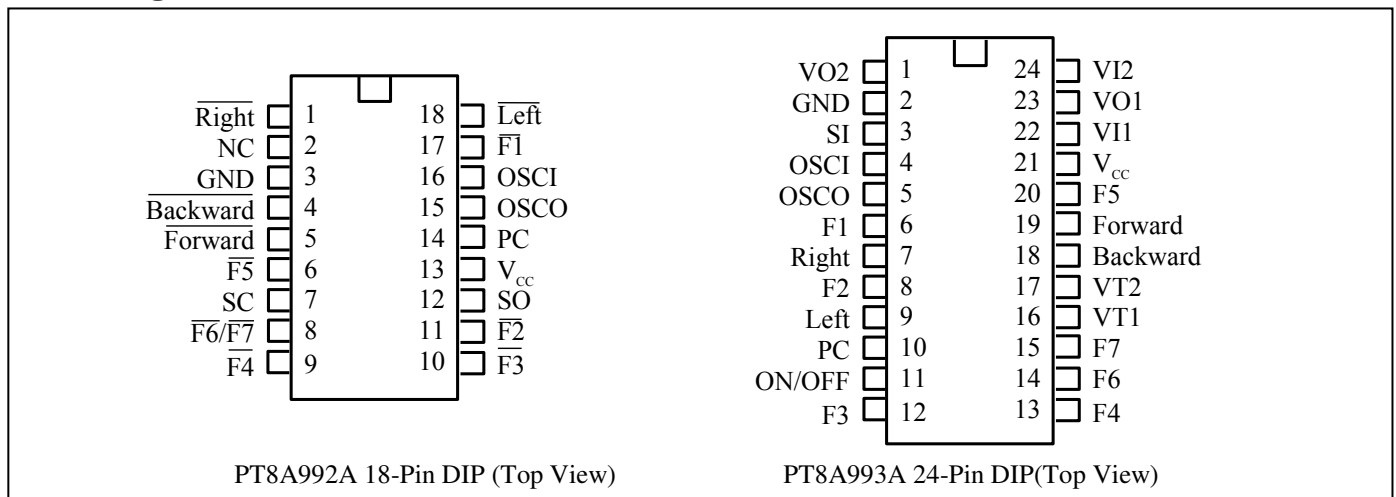 Right 1 18 Left
NC 2 17 F1
GND 3 16 OSCI
Backward 4 15 OSCO
Forward 5 14 PC
F5 6 13 Vcc
SC 7 12 SO
F6/F7 8 11 F2
F4 9 10 F3
PT8A992A 18-Pin DIP (Top View)
VO2 1 24 VI2
GND 2 23 VO1
SI 3 22 VI1
OSCI 4 21 Vcc
OSCO 5 20 F5
F1 6 19 Forward
Right 7 18 Backward
F2 8 17 VT2
Left 9 16 VT1
PC 10 15 F7
ON/OFF 11 14 F6
F3 12 13 F4
PT8A993A 24-Pin DIP(Top View)